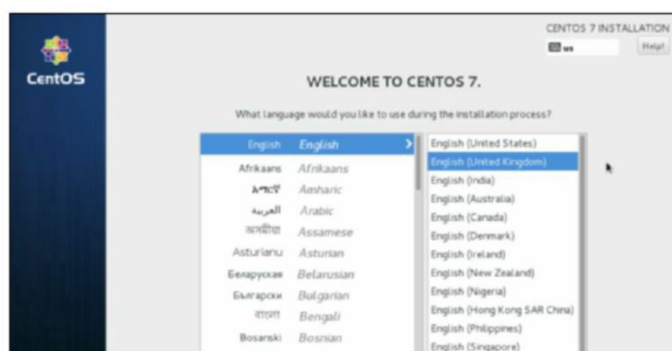 CENTOS 7 INSTALLATION
us
Help!
CentOS
WELCOME TO CENTOS 7.
What language would you like to use during the installation process?
English English
Afrikaans Afrikaans
አማርኛ Amharic
العربية Arabic
অসমীয়া Assamese
Asturianu Asturian
Беларуская Belarusian
Български Bulgarian
বাংলা Bengali
Bosanski Bosnian
English (United States)
English (United Kingdom)
English (India)
English (Australia)
English (Canada)
English (Denmark)
English (Ireland)
English (New Zealand)
English (Nigeria)
English (Hong Kong SAR China)
English (Philippines)
English (Singapore)